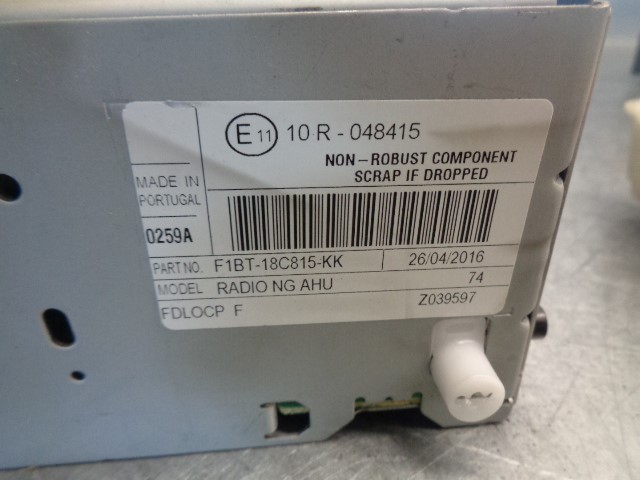 E 11 10 R - 048415
NON - ROBUST COMPONENT
SCRAP IF DROPPED
MADE IN
PORTUGAL
0259A
PART NO. F1BT-18C815-KK 26/04/2016
MODEL RADIO NG AHU 74
FDLOCP F Z039597